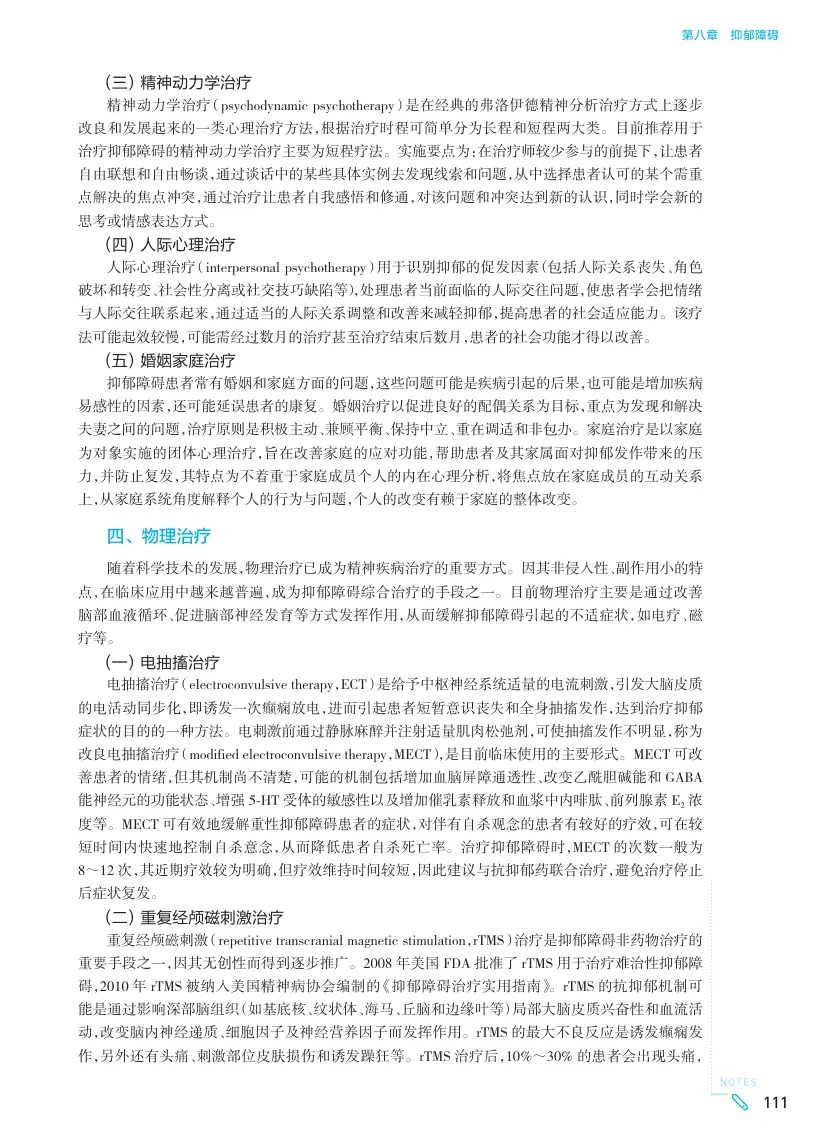 第八章 抑郁障碍
（三）精神动力学治疗
精神动力学治疗（psychodynamic psychotherapy）是在经典的弗洛伊德精神分析治疗方式上逐步
改良和发展起来的一类心理治疗方法，根据治疗时程可简单分为长程和短程两大类。目前推荐用于
治疗抑郁障碍的精神动力学治疗主要为短程疗法。实施要点为：在治疗师较少参与的前提下，让患者
自由联想和自由畅谈，通过谈话中的某些具体实例去发现线索和问题，从中选择患者认可的某个需重
点解决的焦点冲突，通过治疗让患者自我感悟和修通，对该问题和冲突达到新的认识，同时学会新的
思考或情感表达方式。
（四）人际心理治疗
人际心理治疗（interpersonal psychotherapy）用于识别抑郁的促发因素（包括人际关系丧失、角色
破坏和转变、社会性分离或社交技巧缺陷等），处理患者当前面临的人际交往问题，使患者学会把情绪
与人际交往联系起来，通过适当的人际关系调整和改善来减轻抑郁，提高患者的社会适应能力。该疗
法可能起效较慢，可能需经过数月的治疗甚至治疗结束后数月，患者的社会功能才得以改善。
（五）婚姻家庭治疗
抑郁障碍患者常有婚姻和家庭方面的问题，这些问题可能是疾病引起的后果，也可能是增加疾病
易感性的因素，还可能延误患者的康复。婚姻治疗以促进良好的配偶关系为目标，重点为发现和解决
夫妻之间的问题，治疗原则是积极主动、兼顾平衡、保持中立、重在调适和非包办。家庭治疗是以家庭
为对象实施的团体心理治疗，旨在改善家庭的应对功能，帮助患者及其家属面对抑郁发作带来的压
力，并防止复发，其特点为不着重于家庭成员个人的内在心理分析，将焦点放在家庭成员的互动关系
上，从家庭系统角度解释个人的行为与问题，个人的改变有赖于家庭的整体改变。
四、物理治疗
随着科学技术的发展，物理治疗已成为精神疾病治疗的重要方式。因其非侵入性、副作用小的特
点，在临床应用中越来越普遍，成为抑郁障碍综合治疗的手段之一。目前物理治疗主要是通过改善
脑部血液循环、促进脑部神经发育等方式发挥作用，从而缓解抑郁障碍引起的不适症状，如电疗、磁
疗等。
（一）电抽搐治疗
电抽搐治疗（electroconvulsive therapy，ECT）是给予中枢神经系统适量的电流刺激，引发大脑皮质
的电活动同步化，即诱发一次癫痫放电，进而引起患者短暂意识丧失和全身抽搐发作，达到治疗抑郁
症状的目的的一种方法。电刺激前通过静脉麻醉并注射适量肌肉松弛剂，可使抽搐发作不明显，称为
改良电抽搐治疗（modified electroconvulsive therapy，MECT），是目前临床使用的主要形式。MECT 可改
善患者的情绪，但其机制尚不清楚，可能的机制包括增加血脑屏障通透性、改变乙酰胆碱能和 GABA
能神经元的功能状态、增强 5-HT 受体的敏感性以及增加催乳素释放和血浆中内啡肽、前列腺素 E₂ 浓
度等。MECT 可有效地缓解重性抑郁障碍患者的症状，对伴有自杀观念的患者有较好的疗效，可在较
短时间内快速地控制自杀意念，从而降低患者自杀死亡率。治疗抑郁障碍时，MECT 的次数一般为
8～12 次，其近期疗效较为明确，但疗效维持时间较短，因此建议与抗抑郁药联合治疗，避免治疗停止
后症状复发。
（二）重复经颅磁刺激治疗
重复经颅磁刺激（repetitive transcranial magnetic stimulation，rTMS）治疗是抑郁障碍非药物治疗的
重要手段之一，因其无创性而得到逐步推广。2008 年美国 FDA 批准了 rTMS 用于治疗难治性抑郁障
碍，2010 年 rTMS 被纳入美国精神病协会编制的《抑郁障碍治疗实用指南》。rTMS 的抗抑郁机制可
能是通过影响深部脑组织（如基底核、纹状体、海马、丘脑和边缘叶等）局部大脑皮质兴奋性和血流活
动，改变脑内神经递质、细胞因子及神经营养因子而发挥作用。rTMS 的最大不良反应是诱发癫痫发
作，另外还有头痛、刺激部位皮肤损伤和诱发躁狂等。rTMS 治疗后，10%～30% 的患者会出现头痛，
NOTES
111